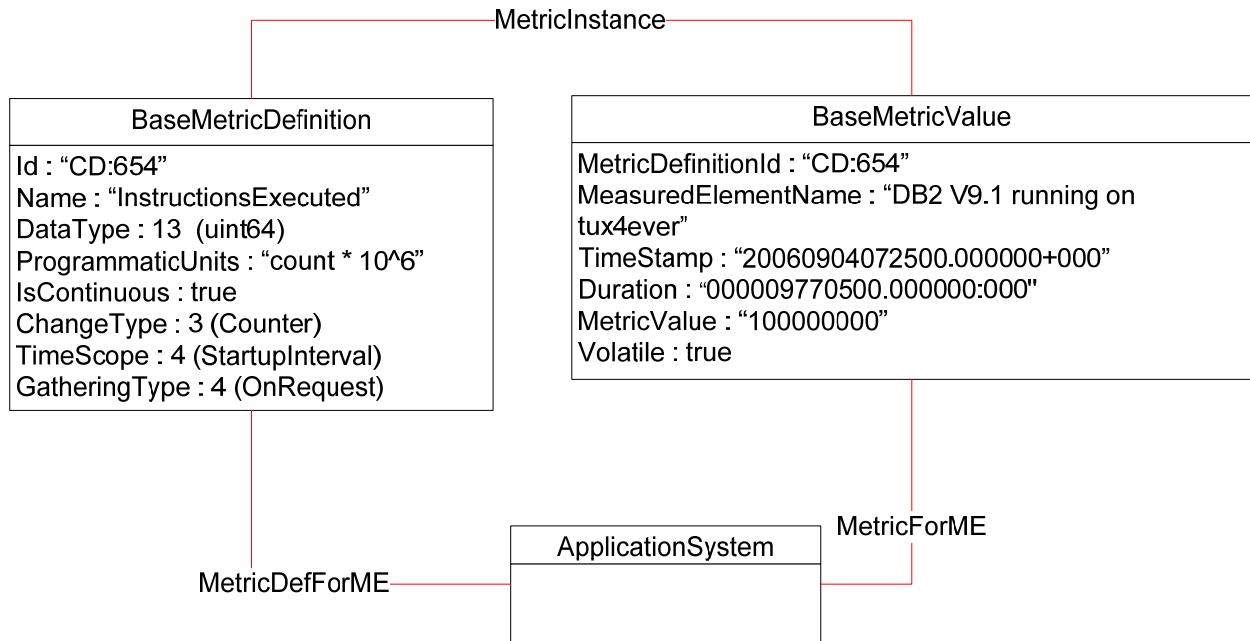 MetricInstance
BaseMetricDefinition
Id : “CD:654”
Name : “InstructionsExecuted”
DataType : 13  (uint64)
ProgrammaticUnits : “count * 10^6”
IsContinuous : true
ChangeType : 3 (Counter)
TimeScope : 4 (StartupInterval)
GatheringType : 4 (OnRequest)
BaseMetricValue
MetricDefinitionId : “CD:654”
MeasuredElementName : “DB2 V9.1 running on
tux4ever”
TimeStamp : “20060904072500.000000+000”
Duration : “000009770500.000000:000"
MetricValue : “100000000”
Volatile : true
MetricForME
ApplicationSystem
MetricDefForME